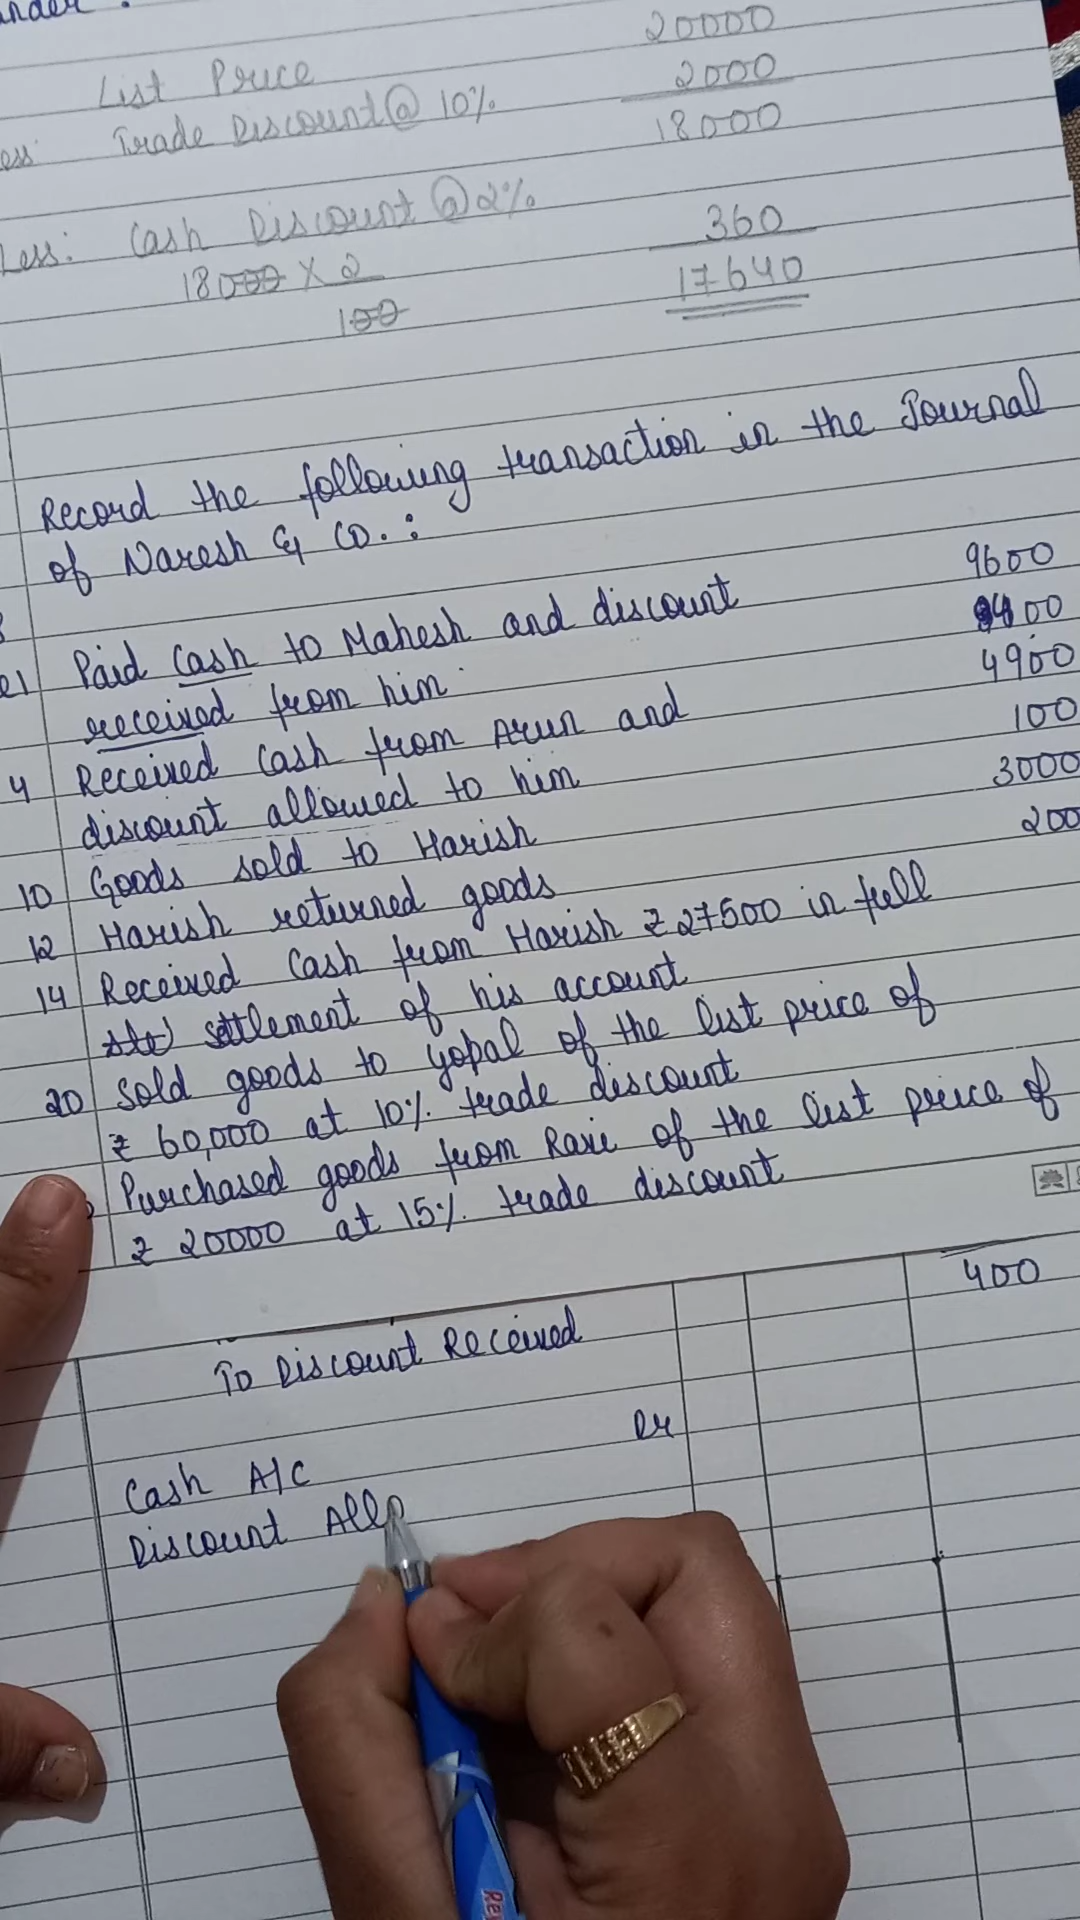 List Price 20000
Trade Discount @ 10% 2000
18000
Less: Cash Discount @ 2% 360
18000 X 2 17640
100
Record the following transaction in the Journal
of Naresh & CO. :
Paid Cash to Mahesh and discount 9600
received from him 400
4 Received Cash from Arun and 4900
discount allowed to him 100
10 Goods sold to Harish 3000
12 Harish returned goods 200
14 Received Cash from Harish ₹ 27500 in full
settlement of his account
20 Sold goods to Gopal of the list price of
₹ 60,000 at 10% trade discount
Purchased goods from Ravi of the list price of
₹ 20000 at 15% trade discount
To Discount Received 400
Cash A/C Dr
Discount Allo